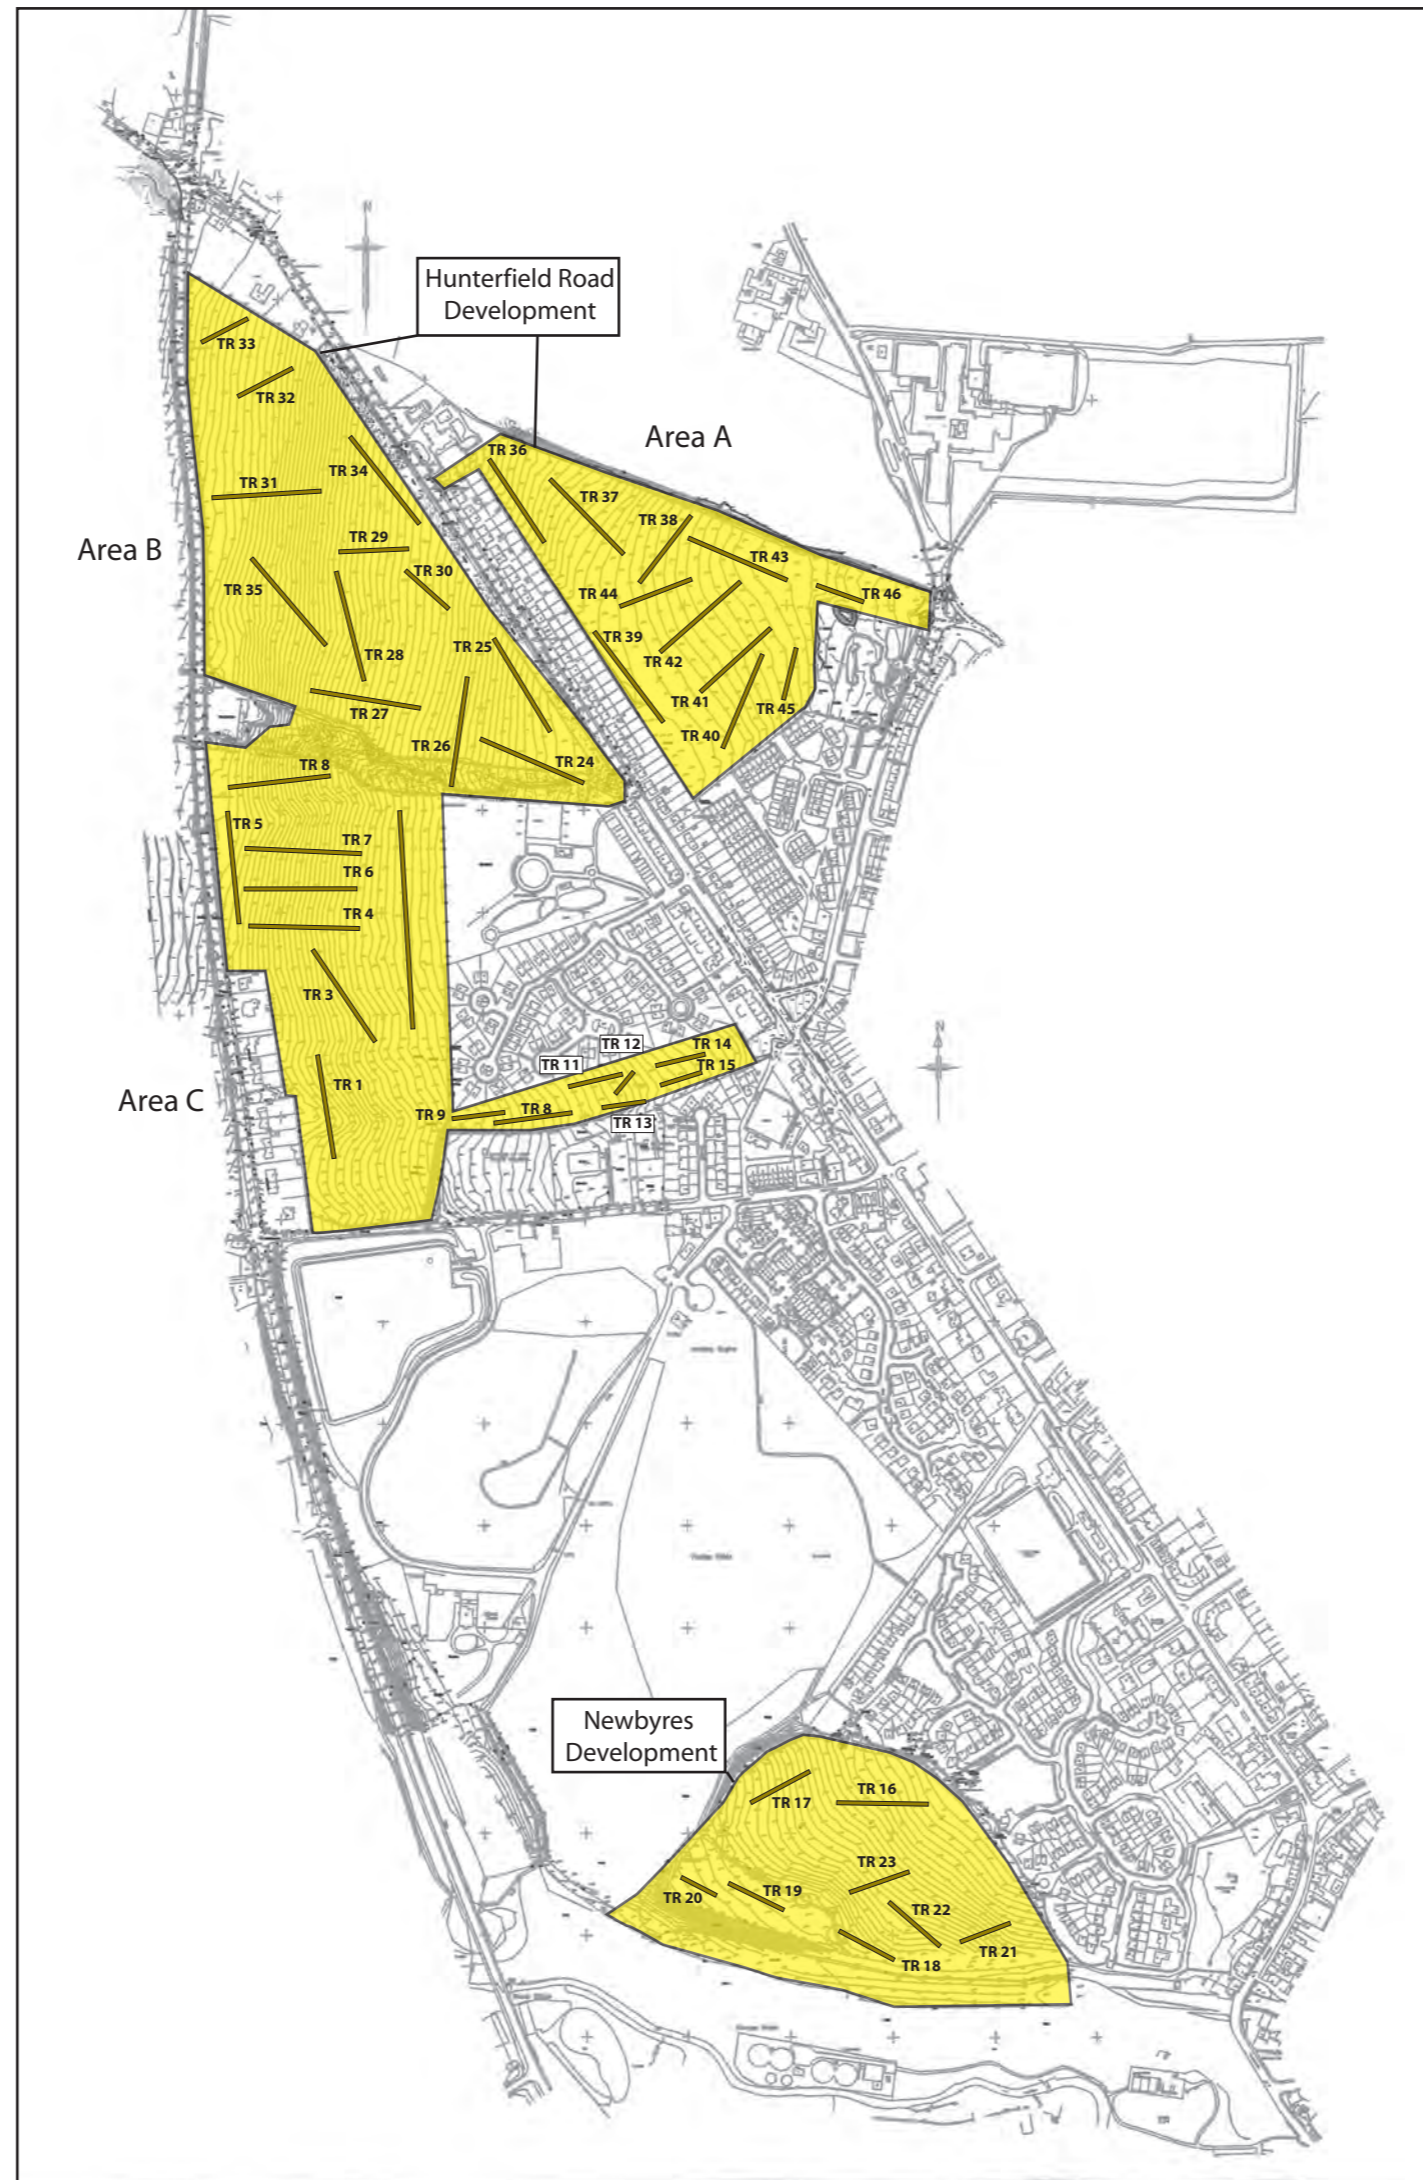 N
Hunterfield Road
Development
TR 33
TR 32
Area A
TR 36
TR 34
TR 31
TR 37
TR 38
Area B
TR 29
TR 43
TR 30
TR 35
TR 44
TR 46
TR 39
TR 28
TR 25
TR 42
TR 27
TR 41
TR 45
TR 26
TR 40
TR 24
TR 8
TR 5
TR 7
TR 6
TR 4
TR 3
N
TR 12
TR 14
TR 11
TR 15
TR 1
Area C
TR 9
TR 8
TR 13
Newbyres
Development
TR 17
TR 16
TR 23
TR 20
TR 19
TR 22
TR 21
TR 18